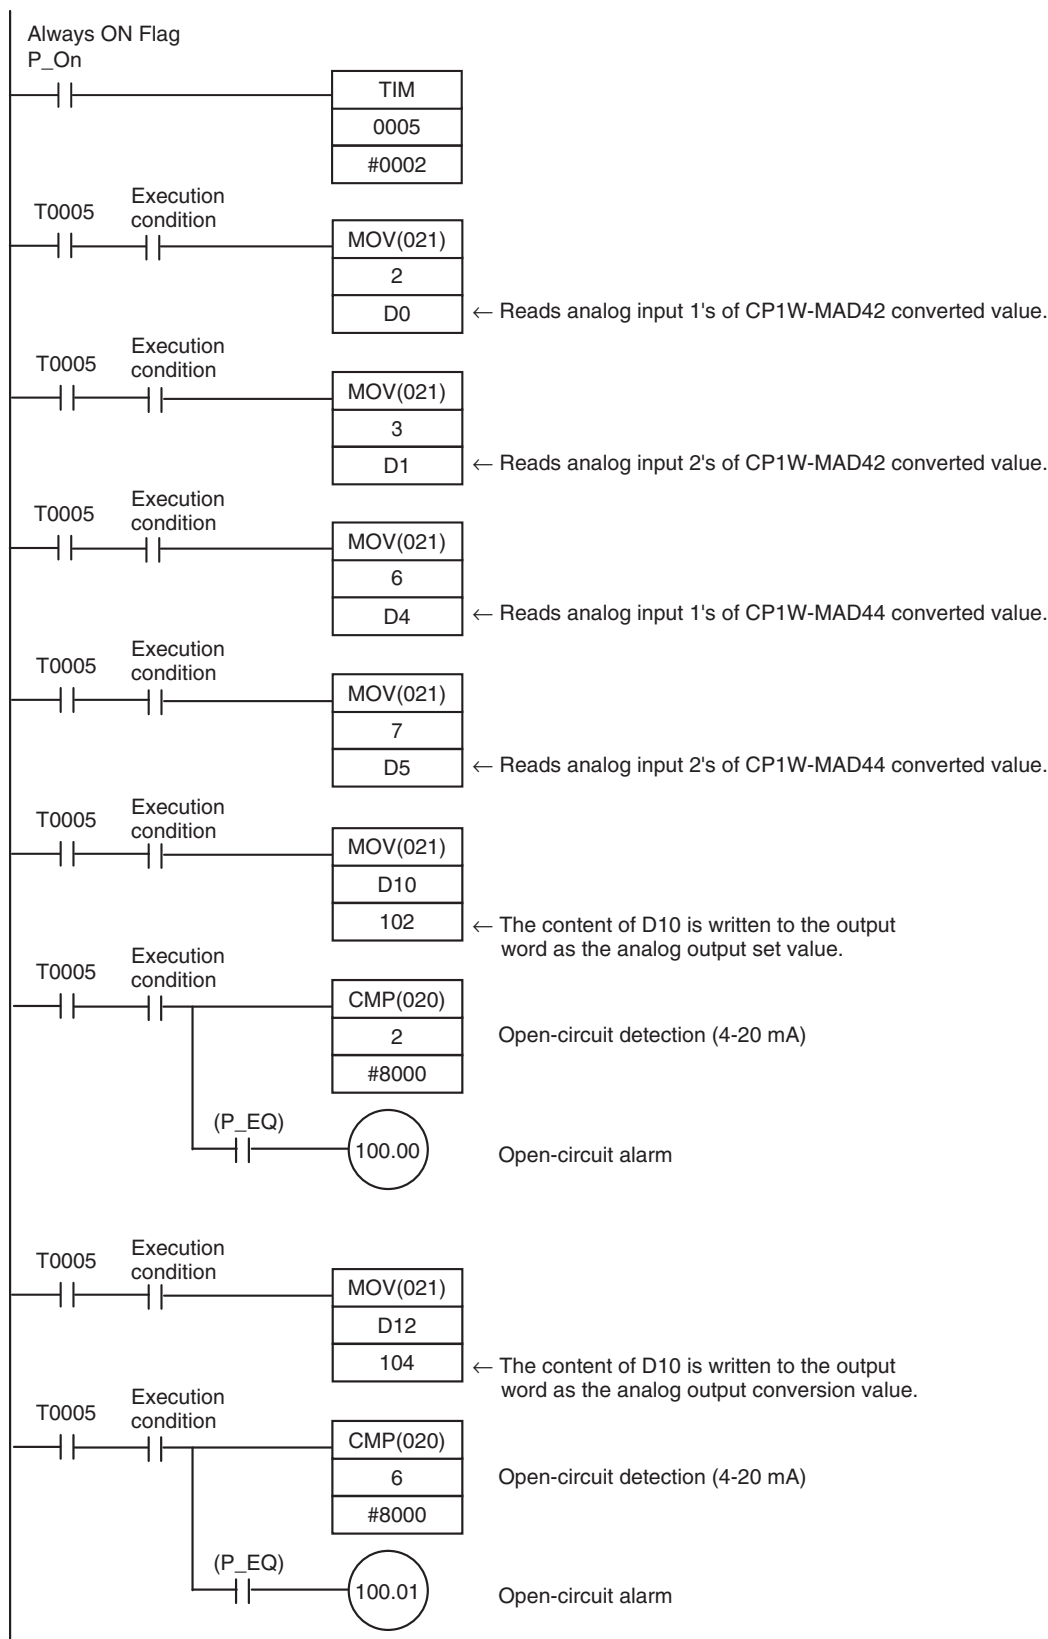 Always ON Flag
P_On
TIM
0005
#0002
T0005
Execution
condition
MOV(021)
2
D0
← Reads analog input 1's of CP1W-MAD42 converted value.
T0005
Execution
condition
MOV(021)
3
D1
← Reads analog input 2's of CP1W-MAD42 converted value.
T0005
Execution
condition
MOV(021)
6
D4
← Reads analog input 1's of CP1W-MAD44 converted value.
T0005
Execution
condition
MOV(021)
7
D5
← Reads analog input 2's of CP1W-MAD44 converted value.
T0005
Execution
condition
MOV(021)
D10
102
← The content of D10 is written to the output
word as the analog output set value.
T0005
Execution
condition
CMP(020)
2
#8000
Open-circuit detection (4-20 mA)
(P_EQ)
100.00
Open-circuit alarm
T0005
Execution
condition
MOV(021)
D12
104
← The content of D10 is written to the output
word as the analog output conversion value.
T0005
Execution
condition
CMP(020)
6
#8000
Open-circuit detection (4-20 mA)
(P_EQ)
100.01
Open-circuit alarm